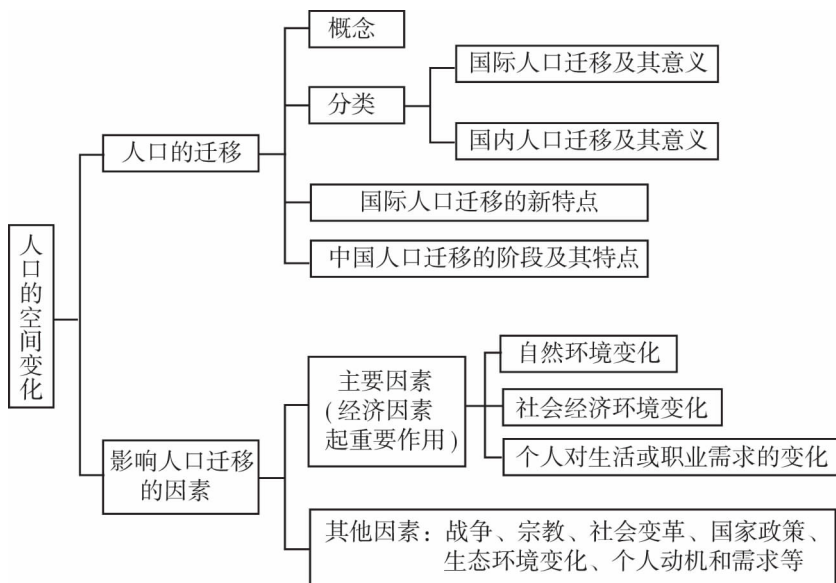 人口的空间变化
人口的迁移
概念
分类
国际人口迁移及其意义
国内人口迁移及其意义
国际人口迁移的新特点
中国人口迁移的阶段及其特点
影响人口迁移
的因素
主要因素
(经济因素
起重要作用)
自然环境变化
社会经济环境变化
个人对生活或职业需求的变化
其他因素：战争、宗教、社会变革、国家政策、
生态环境变化、个人动机和需求等